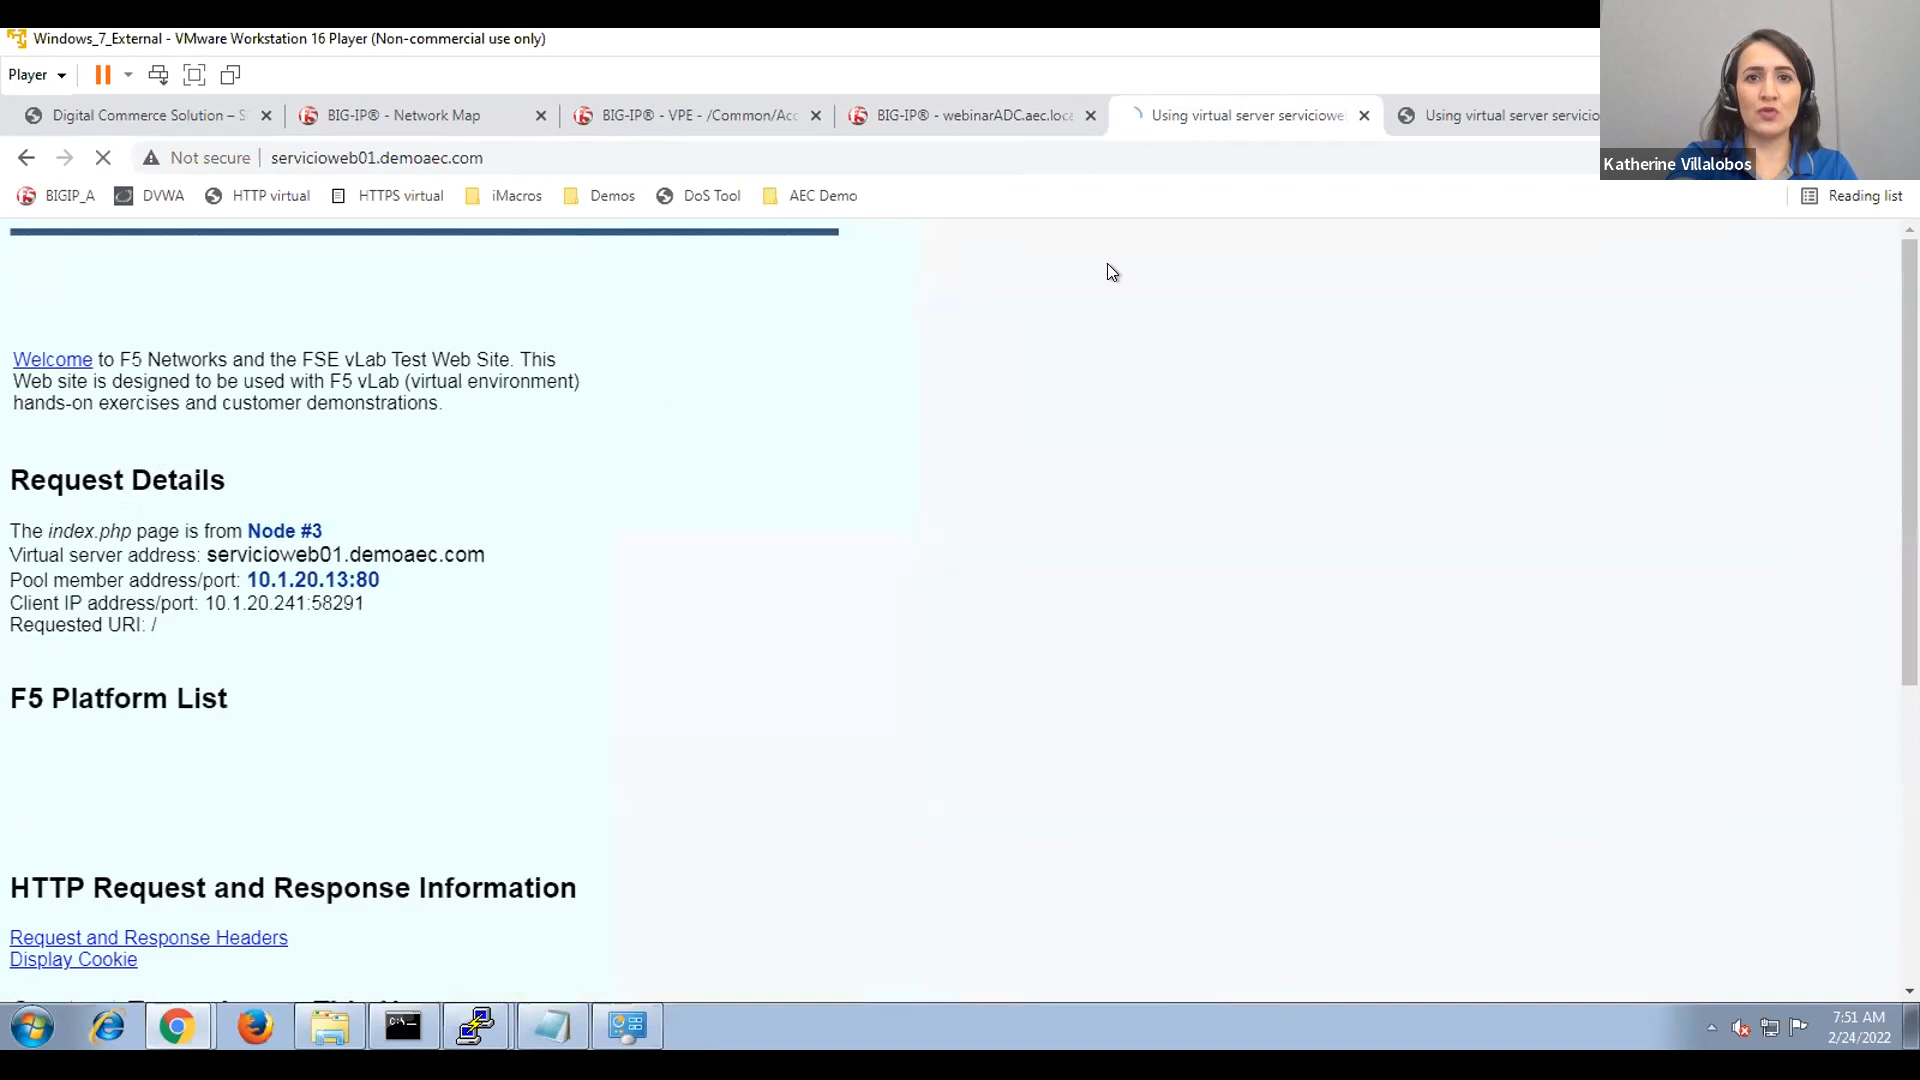 Windows_7_External - VMware Workstation 16 Player (Non-commercial use only)
Player
Digital Commerce Solution – S
BIG-IP® - Network Map
BIG-IP® - VPE - /Common/Acc
BIG-IP® - webinarADC.aec.loca
Using virtual server serviciowe
Using virtual server servicio
Not secure
servicioweb01.demoaec.com
Katherine Villalobos
BIGIP_A
DVWA
HTTP virtual
HTTPS virtual
iMacros
Demos
DoS Tool
AEC Demo
Reading list
Welcome to F5 Networks and the FSE vLab Test Web Site. This
Web site is designed to be used with F5 vLab (virtual environment)
hands-on exercises and customer demonstrations.
Request Details
The index.php page is from Node #3
Virtual server address: servicioweb01.demoaec.com
Pool member address/port: 10.1.20.13:80
Client IP address/port: 10.1.20.241:58291
Requested URI: /
F5 Platform List
HTTP Request and Response Information
Request and Response Headers
Display Cookie
7:51 AM
2/24/2022